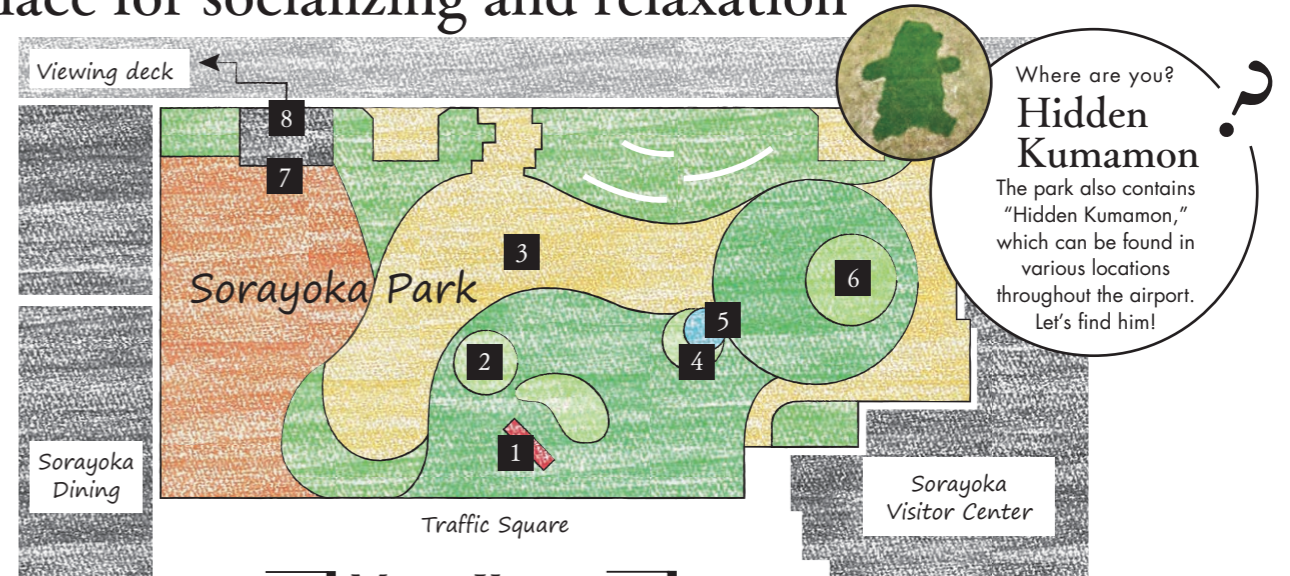 lace for socializing and relaxation
Viewing deck
8
7
3
Sorayoka Park
6
5
2
4
1
Sorayoka
Dining
Traffic Square
Sorayoka
Visitor Center
Where are you?
Hidden
Kumamon
?
The park also contains
“Hidden Kumamon,”
which can be found in
various locations
throughout the airport.
Let’s find him!